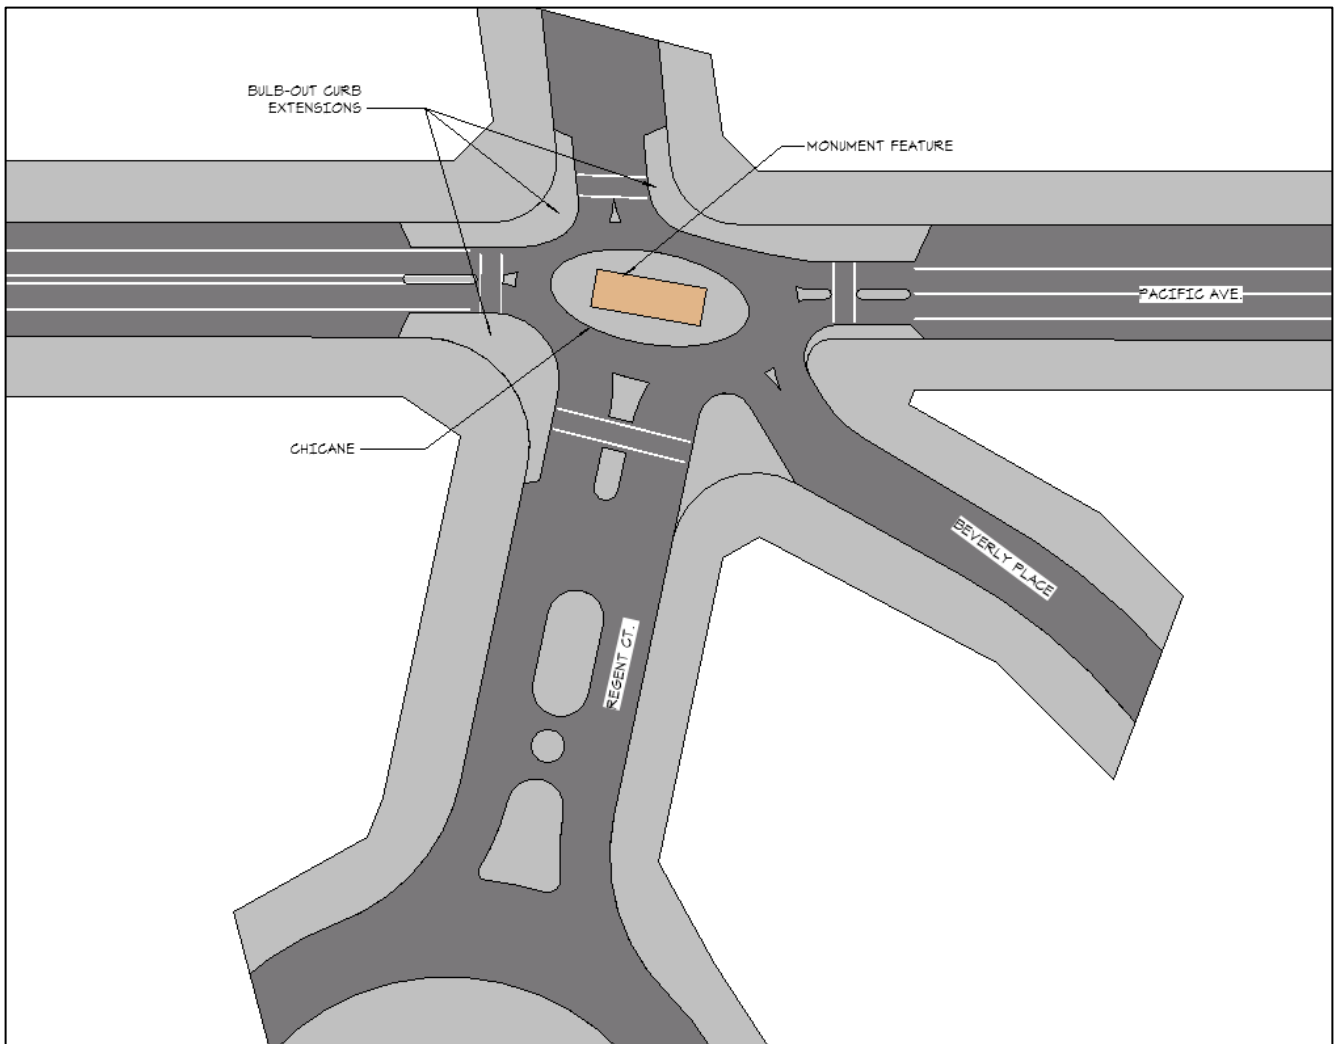 BULB-OUT CURB
EXTENSIONS
MONUMENT FEATURE
PACIFIC AVE.
CHICANE
BEVERLY PLACE
REGENT CT.